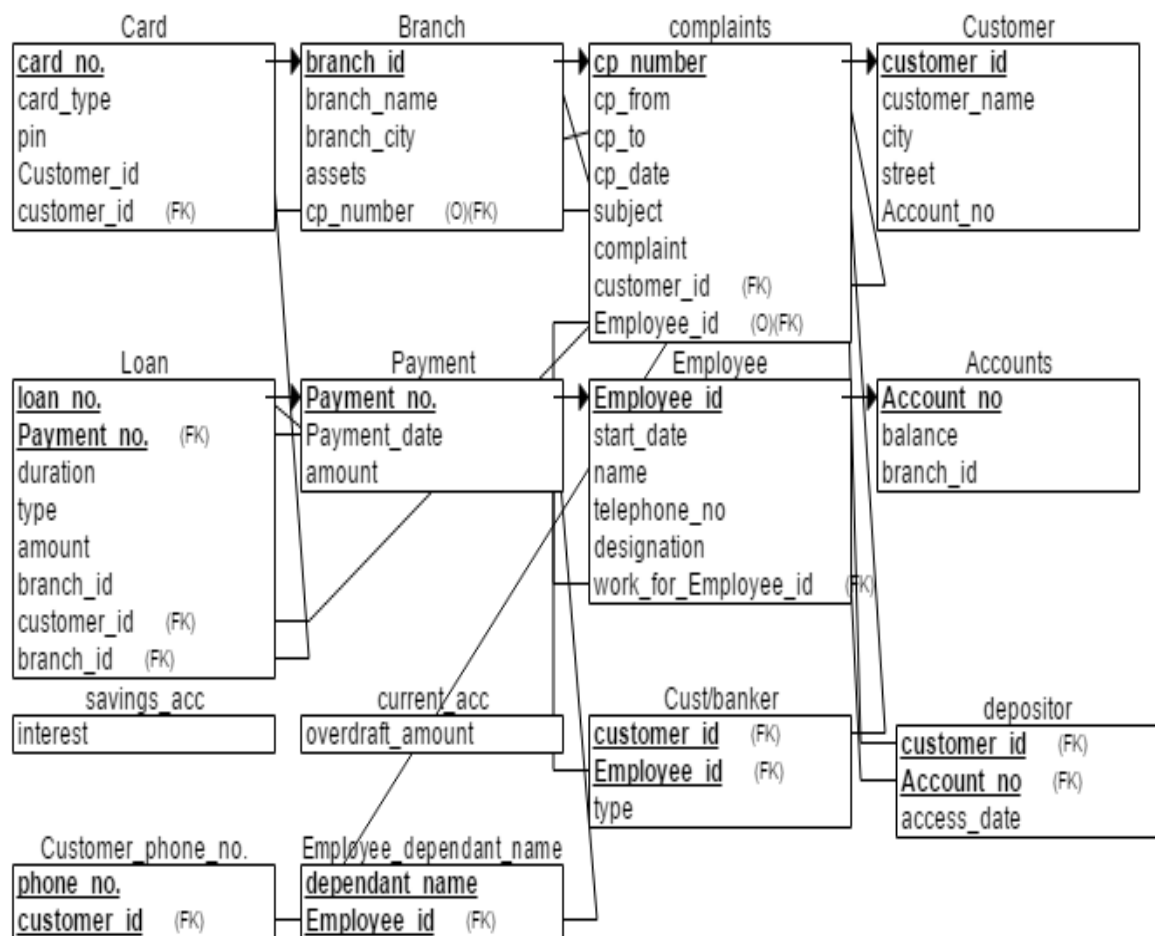 Card
card_no.
card_type
pin
Customer_id
customer_id (FK)
Branch
branch_id
branch_name
branch_city
assets
cp_number (O)(FK)
complaints
cp_number
cp_from
cp_to
cp_date
subject
complaint
customer_id (FK)
Employee_id (O)(FK)
Customer
customer_id
customer_name
city
street
Account_no
Loan
loan_no.
Payment_no. (FK)
duration
type
amount
branch_id
customer_id (FK)
branch_id (FK)
Payment
Payment_no.
Payment_date
amount
Employee
Employee_id
start_date
name
telephone_no
designation
work_for_Employee_id (FK)
Accounts
Account_no
balance
branch_id
savings_acc
interest
current_acc
overdraft_amount
Cust/banker
customer_id (FK)
Employee_id (FK)
type
depositor
customer_id (FK)
Account_no (FK)
access_date
Customer_phone_no.
phone_no.
customer_id (FK)
Employee_dependant_name
dependant_name
Employee_id (FK)